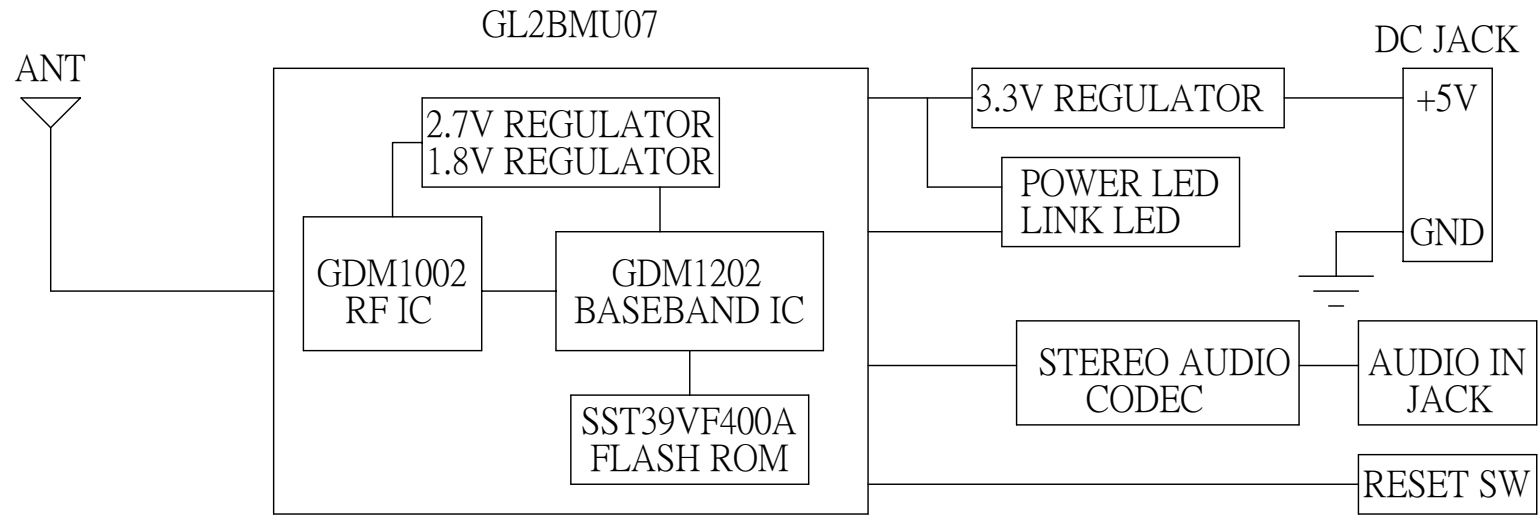 GL2BMU07
DC JACK
ANT
2.7V REGULATOR
1.8V REGULATOR
3.3V REGULATOR
+5V
POWER LED
LINK LED
GND
GDM1002
RF IC
GDM1202
BASEBAND IC
STEREO AUDIO
CODEC
AUDIO IN
JACK
SST39VF400A
FLASH ROM
RESET SW